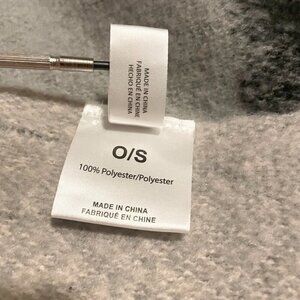 MADE IN CHINA
FABRIQUÉ EN CHINE
HECHO EN CHINA
O/S
100% Polyester/Polyester
MADE IN CHINA
FABRIQUÉ EN CHINE